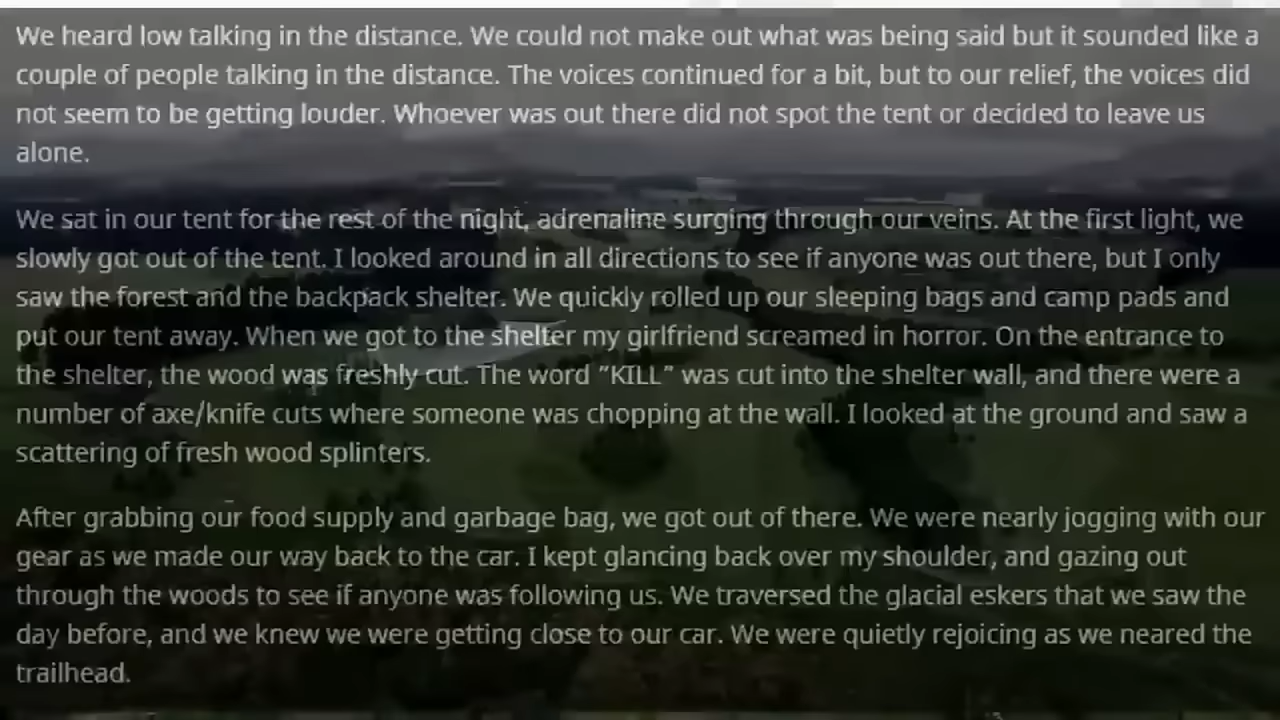 We heard low talking in the distance. We could not make out what was being said but it sounded like a
couple of people talking in the distance. The voices continued for a bit, but to our relief, the voices did
not seem to be getting louder. Whoever was out there did not spot the tent or decided to leave us
alone.
We sat in our tent for the rest of the night, adrenaline surging through our veins. At the first light, we
slowly got out of the tent. I looked around in all directions to see if anyone was out there, but I only
saw the forest and the backpack shelter. We quickly rolled up our sleeping bags and camp pads and
put our tent away. When we got to the shelter my girlfriend screamed in horror. On the entrance to
the shelter, the wood was freshly cut. The word “KILL” was cut into the shelter wall, and there were a
number of axe/knife cuts where someone was chopping at the wall. I looked at the ground and saw a
scattering of fresh wood splinters.
After grabbing our food supply and garbage bag, we got out of there. We were nearly jogging with our
gear as we made our way back to the car. I kept glancing back over my shoulder, and gazing out
through the woods to see if anyone was following us. We traversed the glacial eskers that we saw the
day before, and we knew we were getting close to our car. We were quietly rejoicing as we neared the
trailhead.